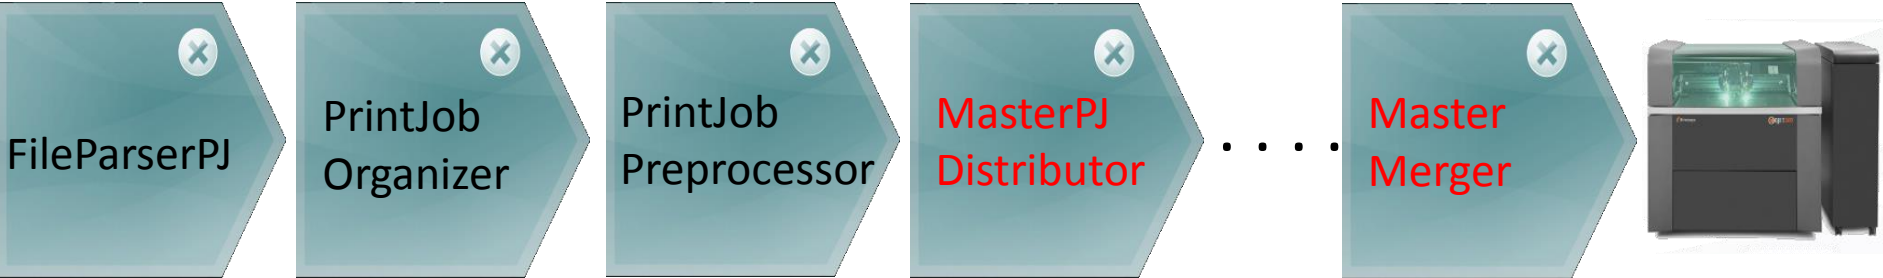 FileParserPJ
PrintJob
Organizer
PrintJob
Preprocessor
MasterPJ
Distributor
. . . .
Master
Merger